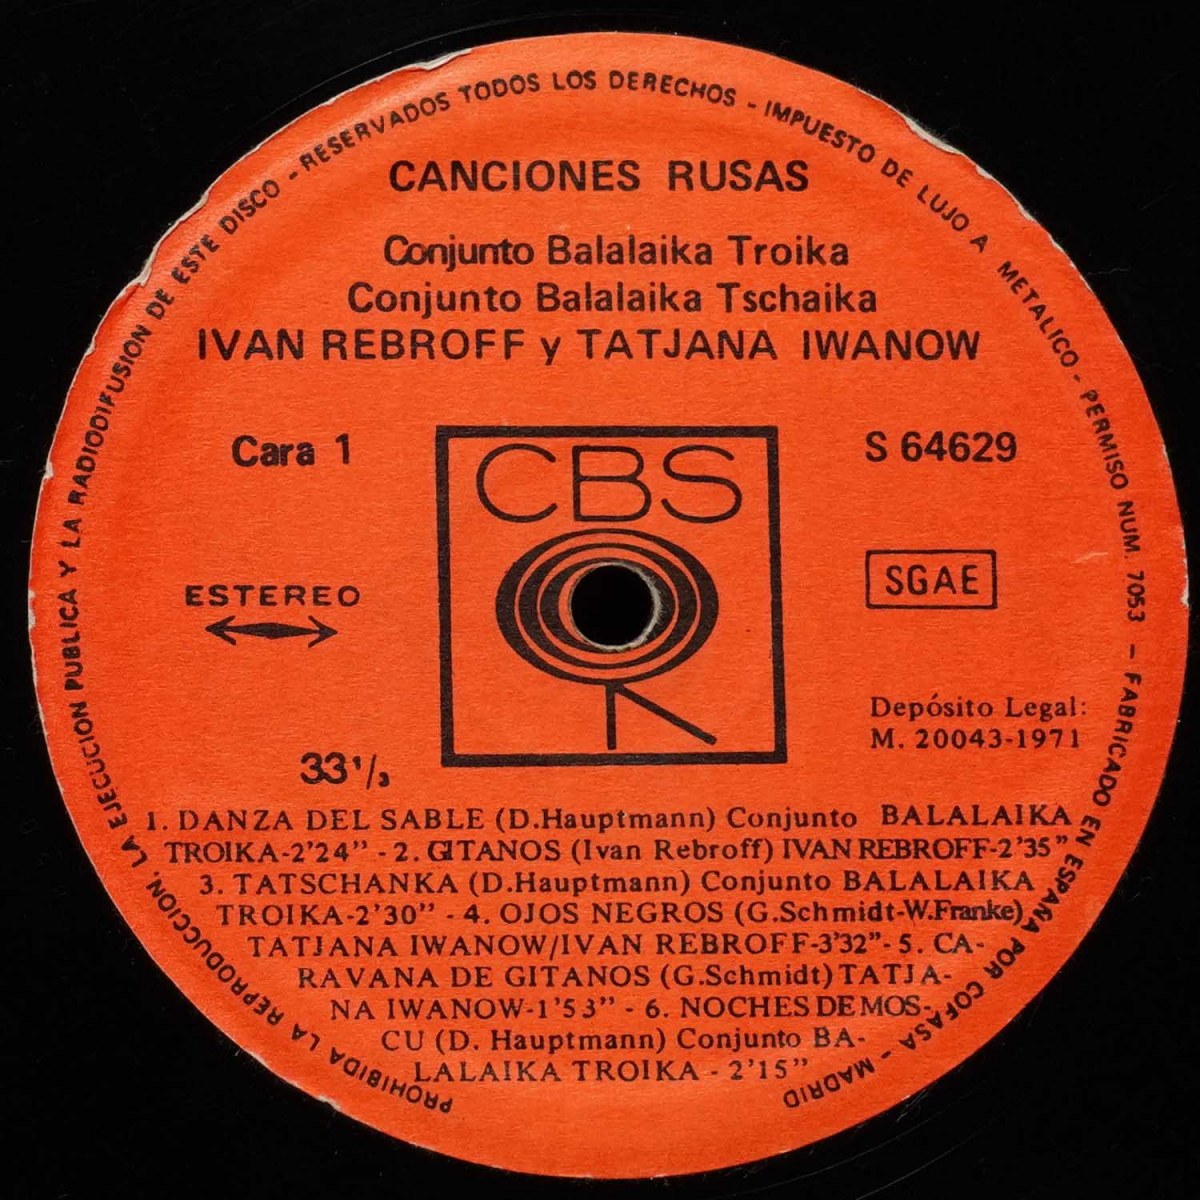 PROHIBIDA LA REPRODUCCION, LA EJECUCION PUBLICA Y LA RADIODIFUSION DE ESTE DISCO - RESERVADOS TODOS LOS DERECHOS - IMPUESTO DE LUJO A METALICO - PERMISO NUM. 7053 - FABRICADO EN ESPAÑA POR COFASA - MADRID
CANCIONES RUSAS
Conjunto Balalaika Troika
Conjunto Balalaika Tschaika
IVAN REBROFF y TATJANA IWANOW
Cara 1
CBS
S 64629
ESTEREO
SGAE
Depósito Legal:
M. 20043-1971
33 1/3
1. DANZA DEL SABLE (D.Hauptmann) Conjunto BALALAIKA
TROIKA-2'24" - 2. GITANOS (Ivan Rebroff) IVAN REBROFF-2'35"
3. TATSCHANKA (D.Hauptmann) Conjunto BALALAIKA
TROIKA-2'30" - 4. OJOS NEGROS (G.Schmidt-W.Franke)
TATJANA IWANOW/IVAN REBROFF-3'32"- 5. CA-
RAVANA DE GITANOS (G.Schmidt) TATJA-
NA IWANOW-1'53" - 6. NOCHES DE MOS-
CU (D. Hauptmann) Conjunto BA-
LALAIKA TROIKA - 2'15"